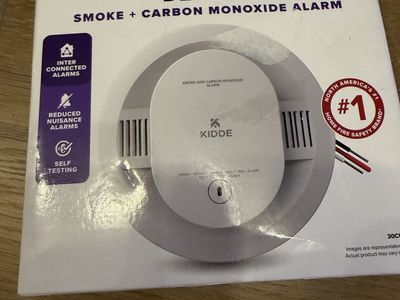 SMOKE + CARBON MONOXIDE ALARM
INTER
CONNECTED
ALARMS
REDUCED
NUISANCE
ALARMS
SELF
TESTING
SMOKE AND CARBON MONOXIDE
ALARM
KIDDE
NORTH AMERICA'S #1
#1
HOME FIRE SAFETY BRAND*
Images are representative
Actual product may vary